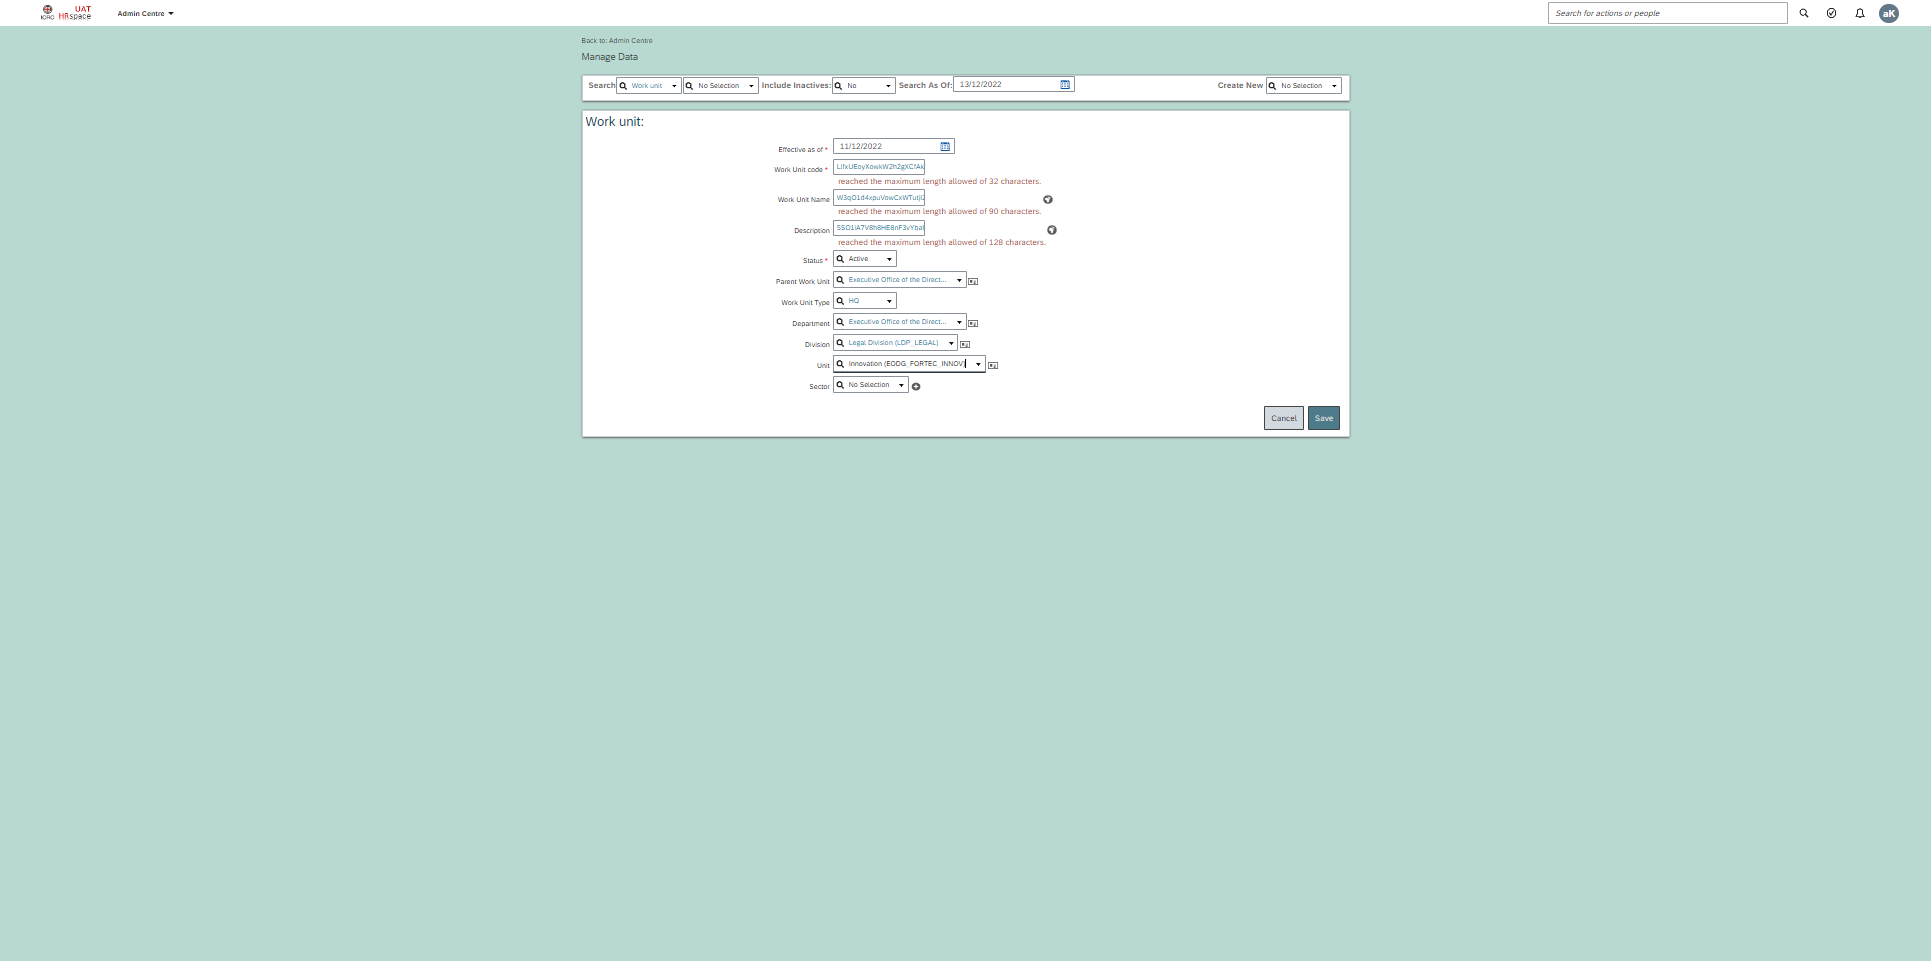 UAT
ICRC HRspace
Admin Centre
Search for actions or people
aK
Back to: Admin Centre
Manage Data
Search Work unit No Selection Include Inactives: No Search As Of: 13/12/2022 Create New No Selection
Work unit:
Effective as of * 11/12/2022
Work Unit code *
reached the maximum length allowed of 32 characters.
Work Unit Name
reached the maximum length allowed of 90 characters.
Description
reached the maximum length allowed of 128 characters.
Status * Active
Parent Work Unit Executive Office of the Direct...
Work Unit Type HQ
Department Executive Office of the Direct...
Division Legal Division (LDP_LEGAL)
Unit Innovation (EODG_FORTEC_INNOV)
Sector No Selection
Cancel Save